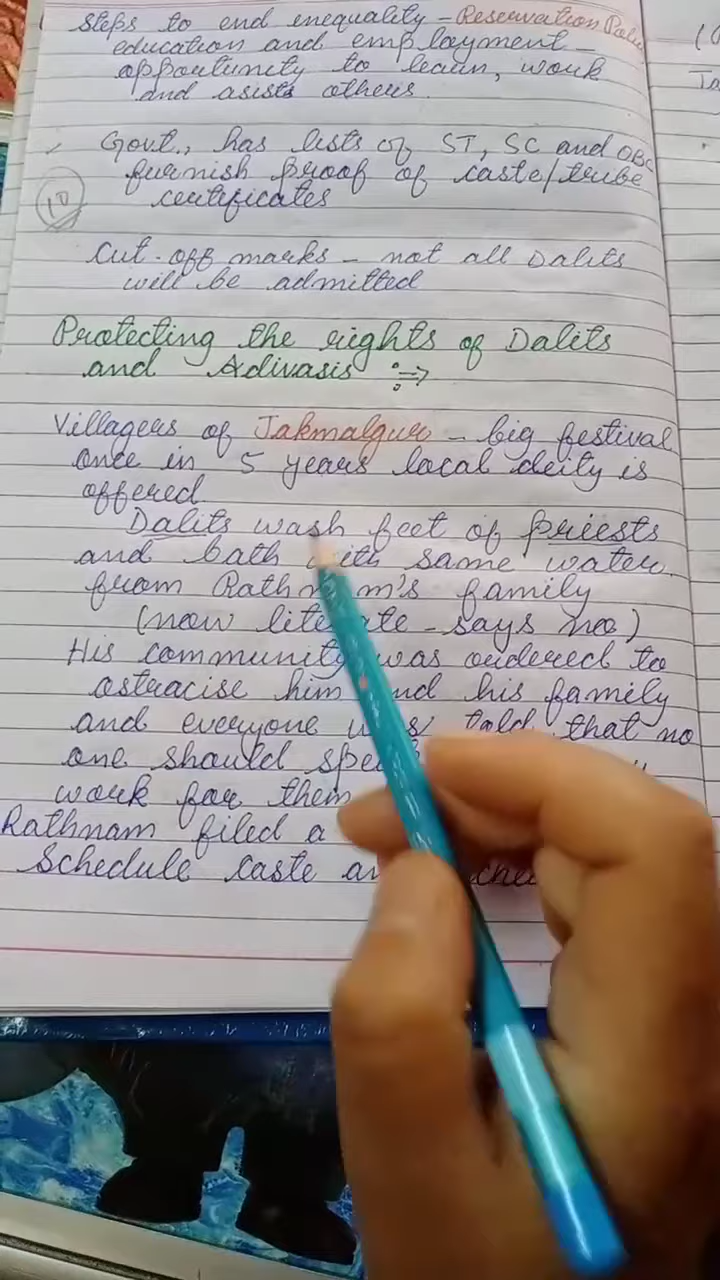 Steps to end inequality - Reservation
education and employment -
opportunity to learn, work
and asists others.
Govt., has lists of ST, SC and OBC
furnish proof of caste/tribe
certificates
10
Cut-off marks - not all Dalits
will be admitted
Protecting the rights of Dalits
and Adivasis :⇒
Villagers of Jakmalgur - big festival
once in 5 years local deity is
offered
Dalits wash feet of priests
and bath with same water.
from Rathnam's family
(now literate - says no)
His community was ordered to
ostracise him and his family
and everyone was told that no
one should
work for them
Rathnam filed a
Schedule caste